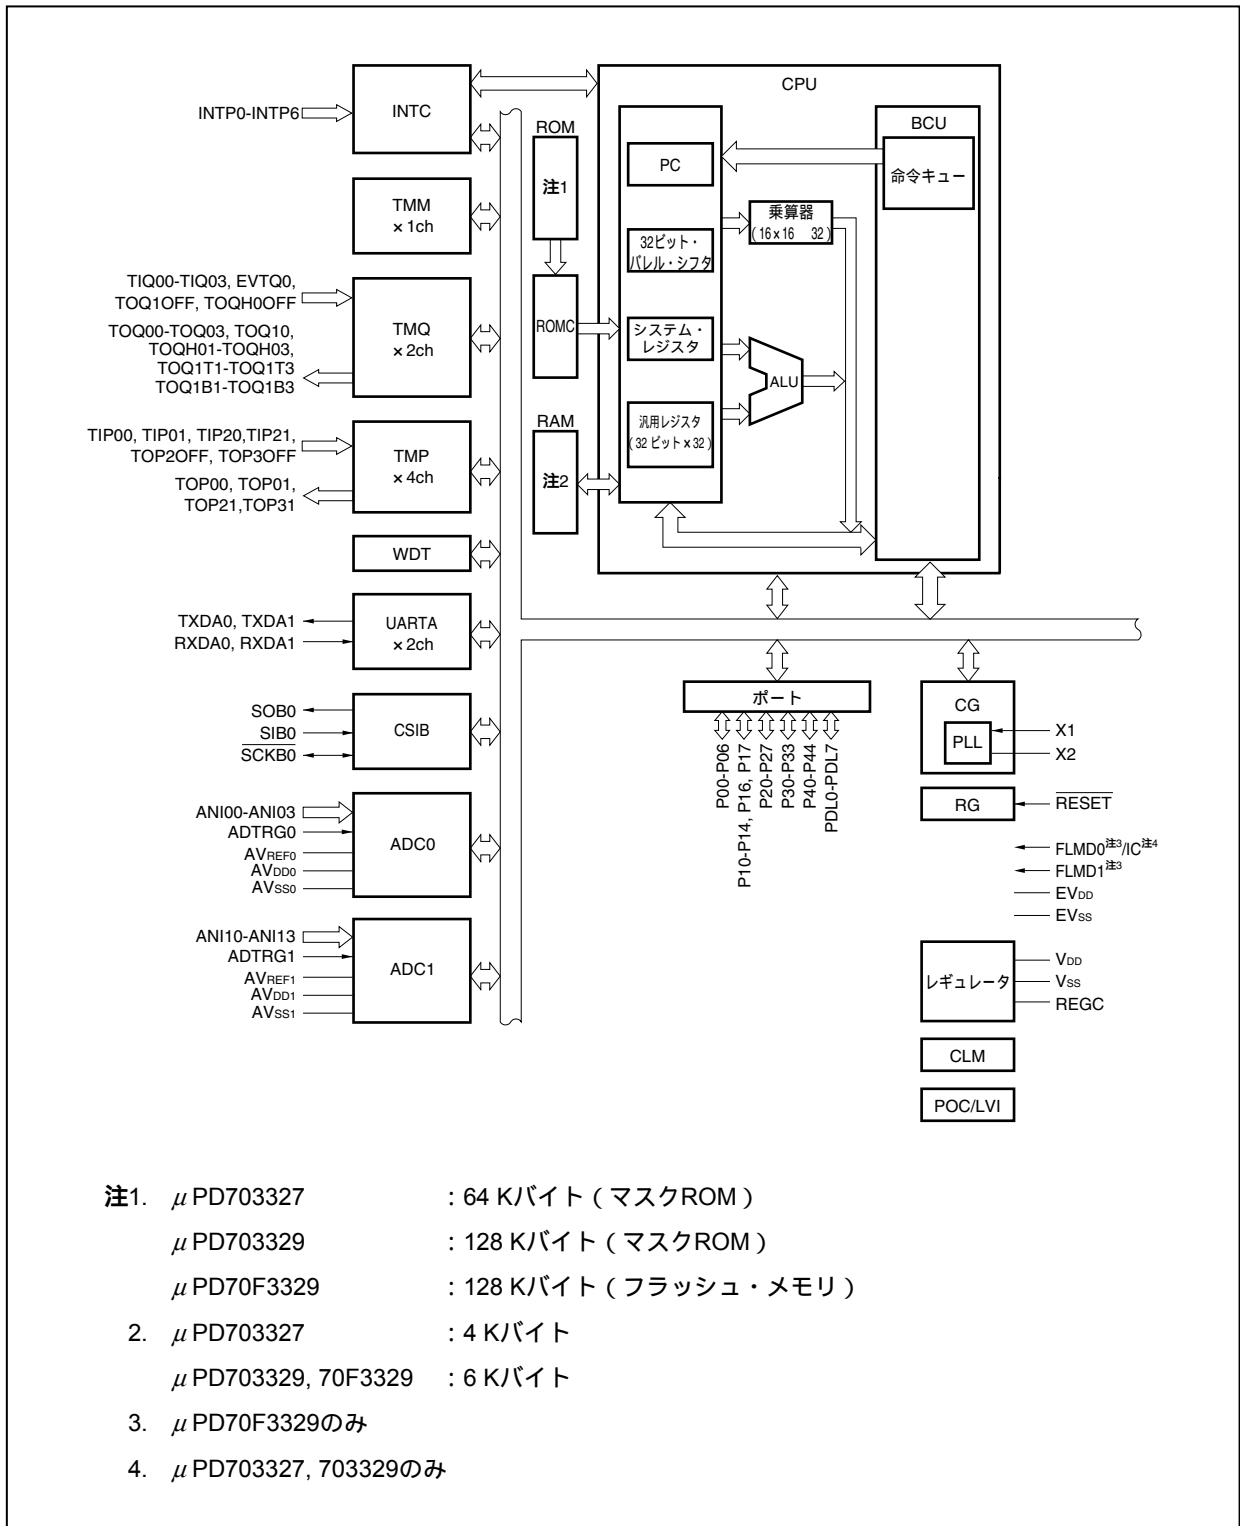 INTP0-INTP6
INTC
TMM
×1ch
TIQ00-TIQ03, EVTQ0,
TOQ1OFF, TOQH0OFF
TOQ00-TOQ03, TOQ10,
TOQH01-TOQH03,
TOQ1T1-TOQ1T3
TOQ1B1-TOQ1B3
TMQ
×2ch
TIP00, TIP01, TIP20,TIP21,
TOP2OFF, TOP3OFF
TOP00, TOP01,
TOP21,TOP31
TMP
×4ch
WDT
TXDA0, TXDA1
RXDA0, RXDA1
UARTA
×2ch
SOB0
SIB0
SCKB0
CSIB
ANI00-ANI03
ADTRG0
AVREF0
AVDD0
AVSS0
ADC0
ANI10-ANI13
ADTRG1
AVREF1
AVDD1
AVSS1
ADC1
ROM
注1
ROMC
RAM
注2
CPU
PC
32ビット・
バレル・シフタ
システム・
レジスタ
汎用レジスタ
(32 ビット×32)
乗算器
(16×16 32)
ALU
BCU
命令キュー
ポート
P00-P06
P10-P14, P16, P17
P20-P27
P30-P33
P40-P44
PDL0-PDL7
CG
PLL
X1
X2
RG
RESET
FLMD0注3/IC注4
FLMD1注3
EVDD
EVSS
レギュレータ
VDD
VSS
REGC
CLM
POC/LVI
注1. μPD703327 : 64 Kバイト(マスクROM)
μPD703329 : 128 Kバイト(マスクROM)
μPD70F3329 : 128 Kバイト(フラッシュ・メモリ)
2. μPD703327 : 4 Kバイト
μPD703329, 70F3329 : 6 Kバイト
3. μPD70F3329のみ
4. μPD703327, 703329のみ